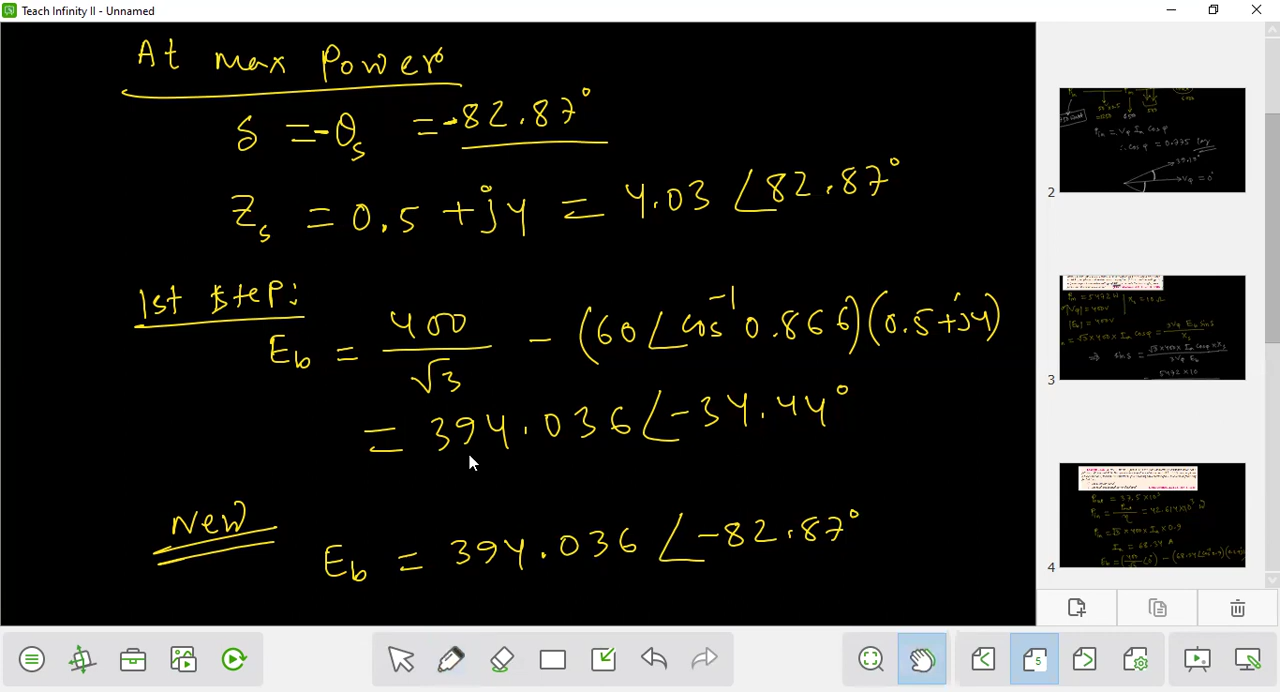 Teach Infinity II - Unnamed
At max Power
δ = -θs = -82.87°
Zs = 0.5 + j4 = 4.03 ∠82.87°
1st step:
Eb = 400/√3 - (60∠cos⁻¹0.866)(0.5+j4)
= 394.036 ∠-34.44°
New
Eb = 394.036 ∠-82.87°
2
3
4
5